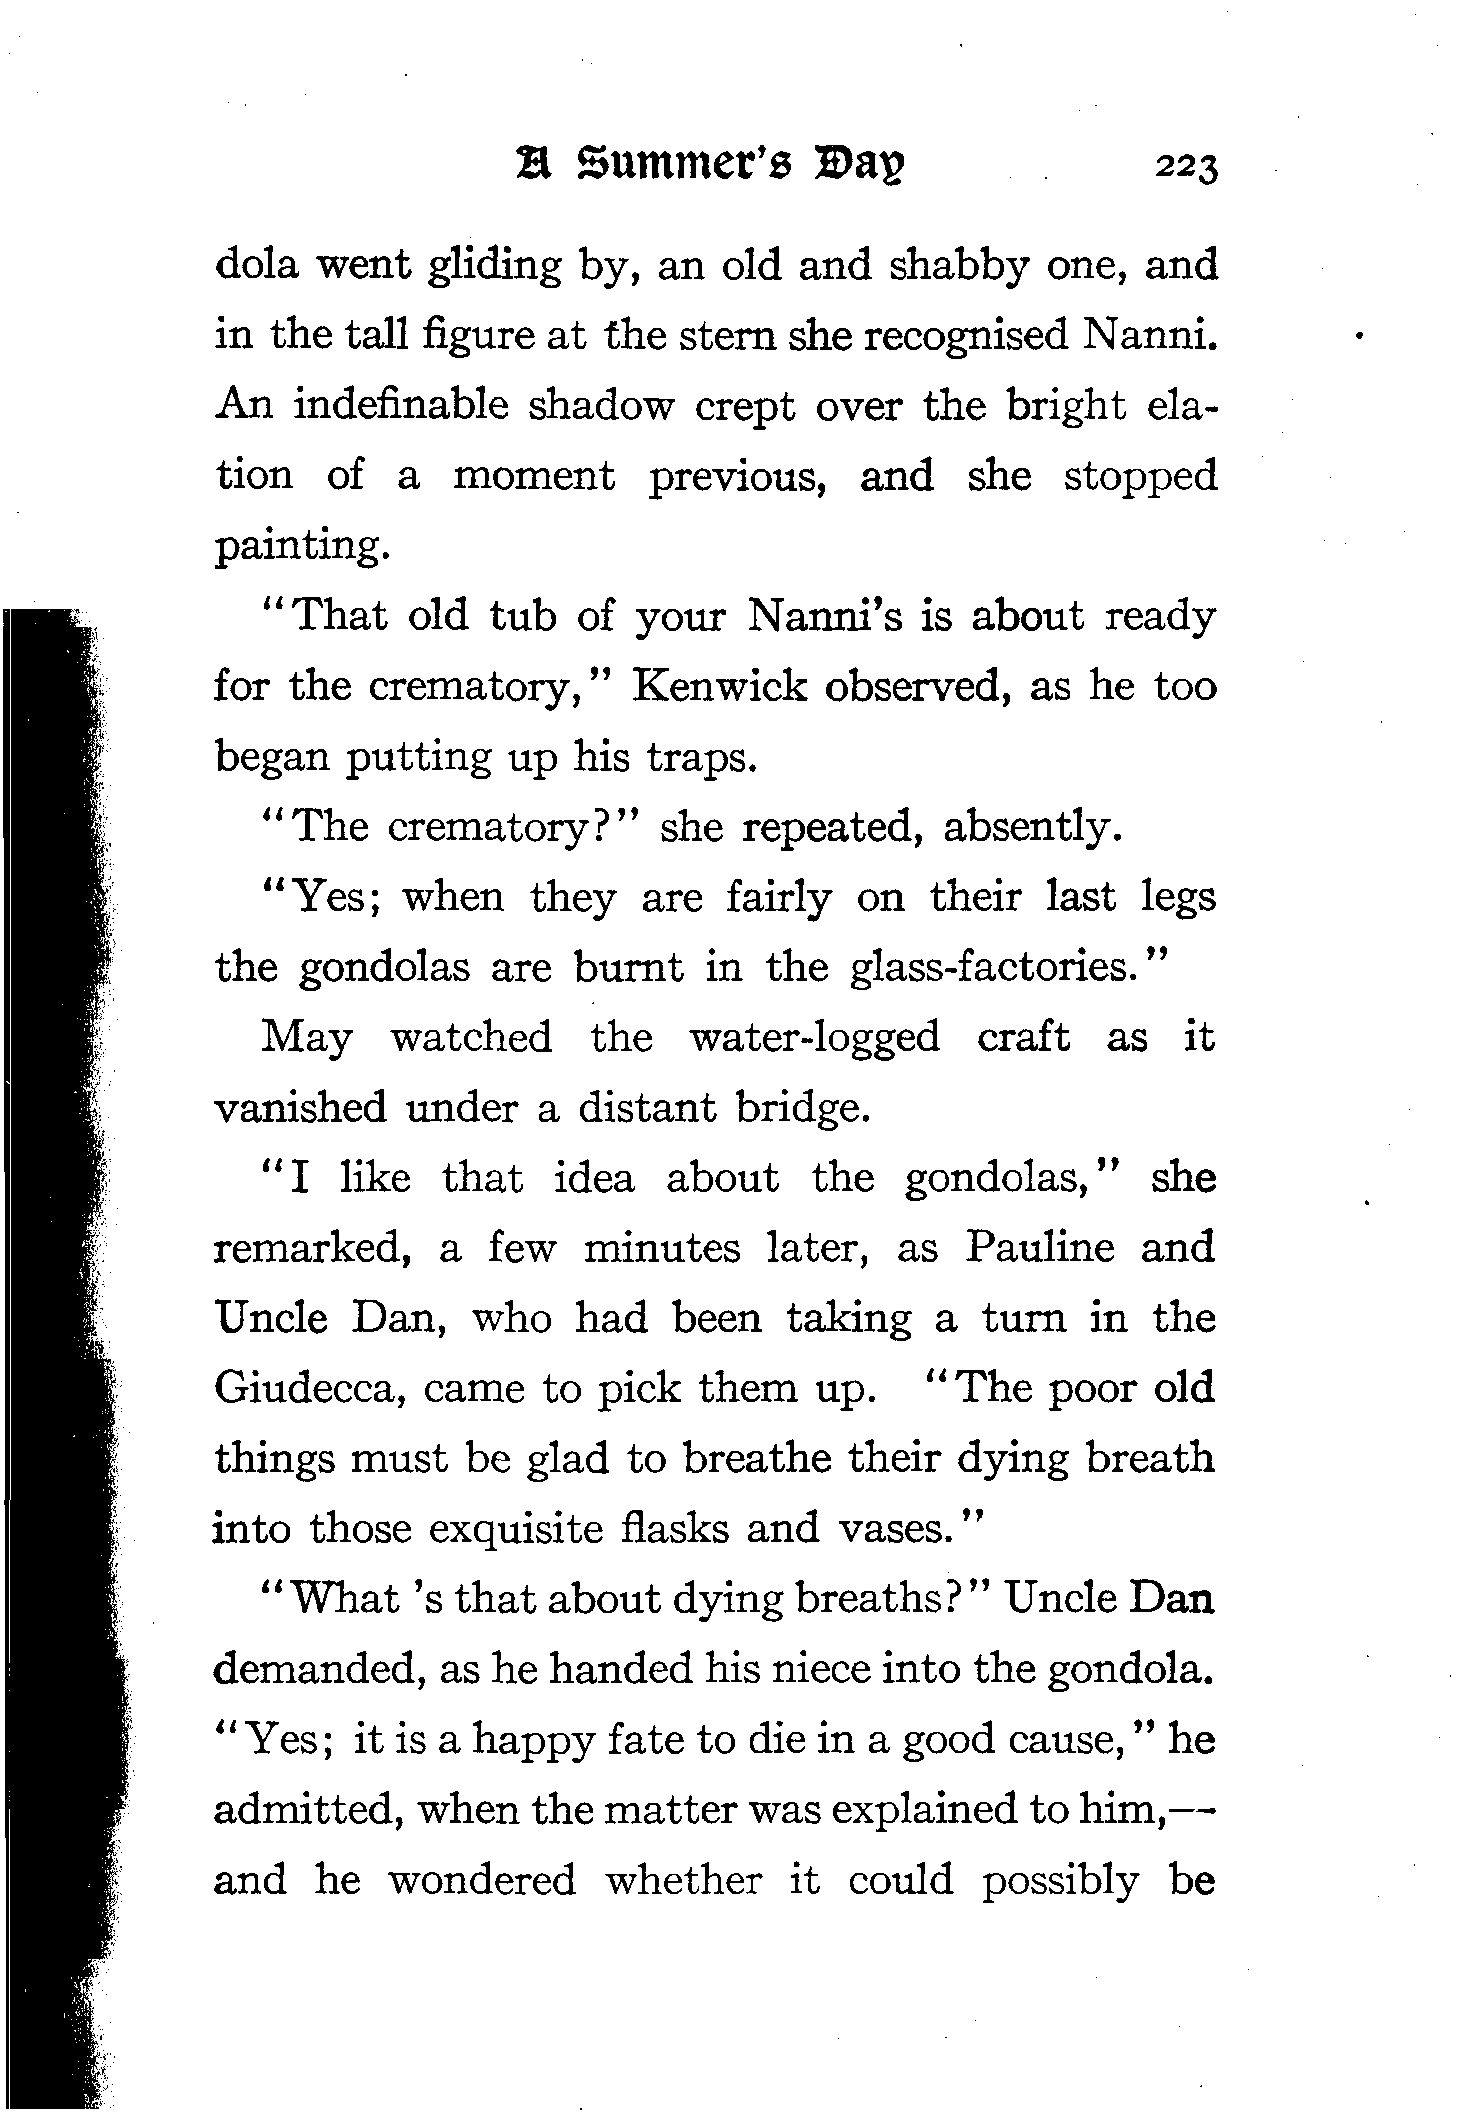 A Summer's Day 223
dola went gliding by, an old and shabby one, and
in the tall figure at the stern she recognised Nanni.
An indefinable shadow crept over the bright ela-
tion of a moment previous, and she stopped
painting.
"That old tub of your Nanni's is about ready
for the crematory," Kenwick observed, as he too
began putting up his traps.
"The crematory?" she repeated, absently.
"Yes; when they are fairly on their last legs
the gondolas are burnt in the glass-factories."
May watched the water-logged craft as it
vanished under a distant bridge.
"I like that idea about the gondolas," she
remarked, a few minutes later, as Pauline and
Uncle Dan, who had been taking a turn in the
Giudecca, came to pick them up. "The poor old
things must be glad to breathe their dying breath
into those exquisite flasks and vases."
"What 's that about dying breaths?" Uncle Dan
demanded, as he handed his niece into the gondola.
"Yes; it is a happy fate to die in a good cause," he
admitted, when the matter was explained to him,—
and he wondered whether it could possibly be